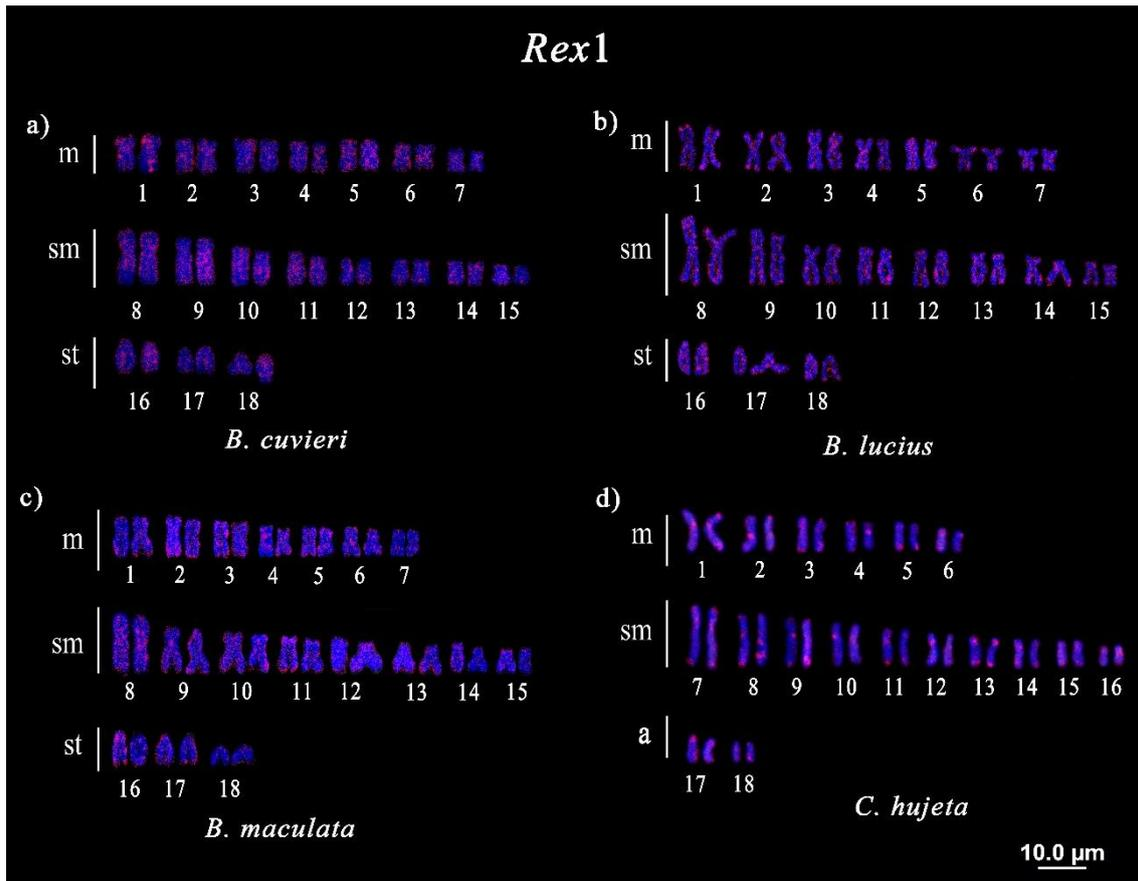 Rex1
a)
m
1 2 3 4 5 6 7
sm
8 9 10 11 12 13 14 15
st
16 17 18
B. cuvieri
b)
m
1 2 3 4 5 6 7
sm
8 9 10 11 12 13 14 15
st
16 17 18
B. lucius
c)
m
1 2 3 4 5 6 7
sm
8 9 10 11 12 13 14 15
st
16 17 18
B. maculata
d)
m
1 2 3 4 5 6
sm
7 8 9 10 11 12 13 14 15 16
a
17 18
C. hujeta
10.0 µm